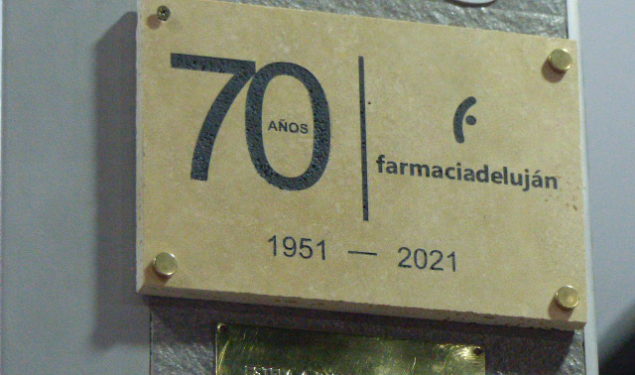 70
AÑOS
farmaciadeluján
1951 — 2021